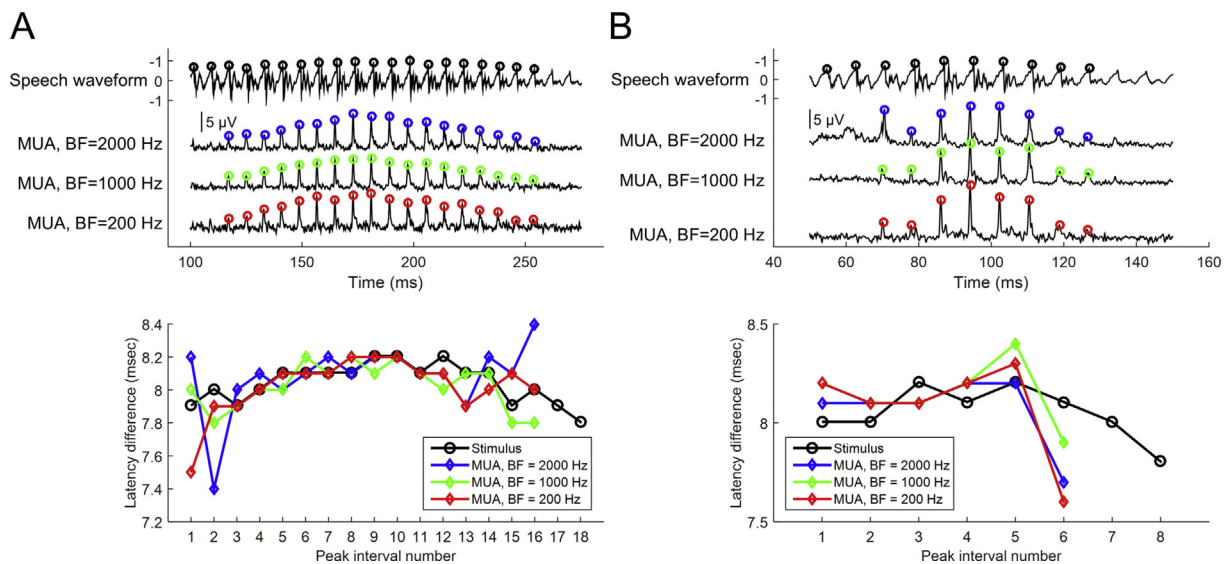 A
B
Speech waveform
-1
0
-1
5 µV
MUA, BF=2000 Hz
MUA, BF=1000 Hz
MUA, BF=200 Hz
100
150
200
250
Time (ms)
Speech waveform
-1
0
-1
5 µV
MUA, BF=2000 Hz
MUA, BF=1000 Hz
MUA, BF=200 Hz
40
60
80
100
120
140
160
Time (ms)
Latency difference (msec)
8.4
8.2
8
7.8
7.6
7.4
7.2
1 2 3 4 5 6 7 8 9 10 11 12 13 14 15 16 17 18
Peak interval number
Stimulus
MUA, BF = 2000 Hz
MUA, BF = 1000 Hz
MUA, BF = 200 Hz
Latency difference (msec)
8.5
8
7.5
1 2 3 4 5 6 7 8
Peak interval number
Stimulus
MUA, BF = 2000 Hz
MUA, BF = 1000 Hz
MUA, BF = 200 Hz